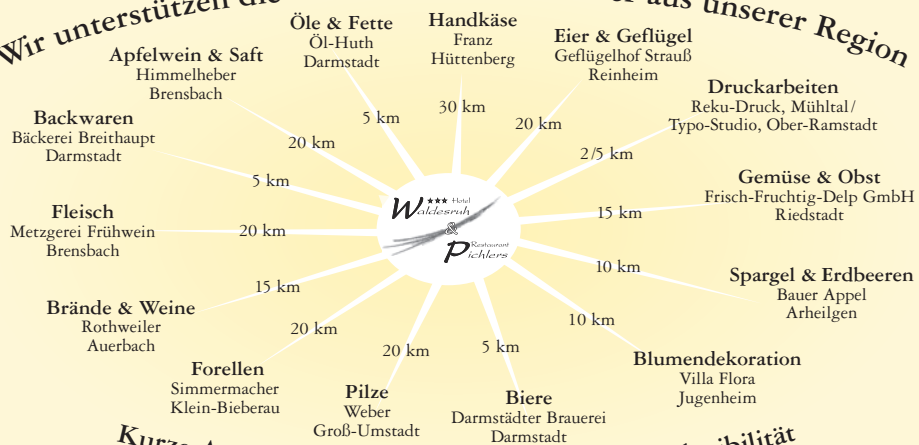 Wir unterstützen die
aus unserer Region
Öle & Fette
Öl-Huth
Darmstadt
5 km
Handkäse
Franz
Hüttenberg
30 km
Eier & Geflügel
Geflügelhof Strauß
Reinheim
20 km
Druckarbeiten
Reku-Druck, Mühltal/
Typo-Studio, Ober-Ramstadt
2/5 km
Gemüse & Obst
Frisch-Fruchtig-Delp GmbH
Riedstadt
15 km
Spargel & Erdbeeren
Bauer Appel
Arheilgen
10 km
Blumendekoration
Villa Flora
Jugenheim
10 km
Biere
Darmstädter Brauerei
Darmstadt
5 km
Pilze
Weber
Groß-Umstadt
20 km
Forellen
Simmermacher
Klein-Bieberau
20 km
Brände & Weine
Rothweiler
Auerbach
15 km
Fleisch
Metzgerei Frühwein
Brensbach
20 km
Backwaren
Bäckerei Breithaupt
Darmstadt
5 km
Apfelwein & Saft
Himmelheber
Brensbach
20 km
★★★ Hotel
Waldesruh
&
Restaurant
Pichlers